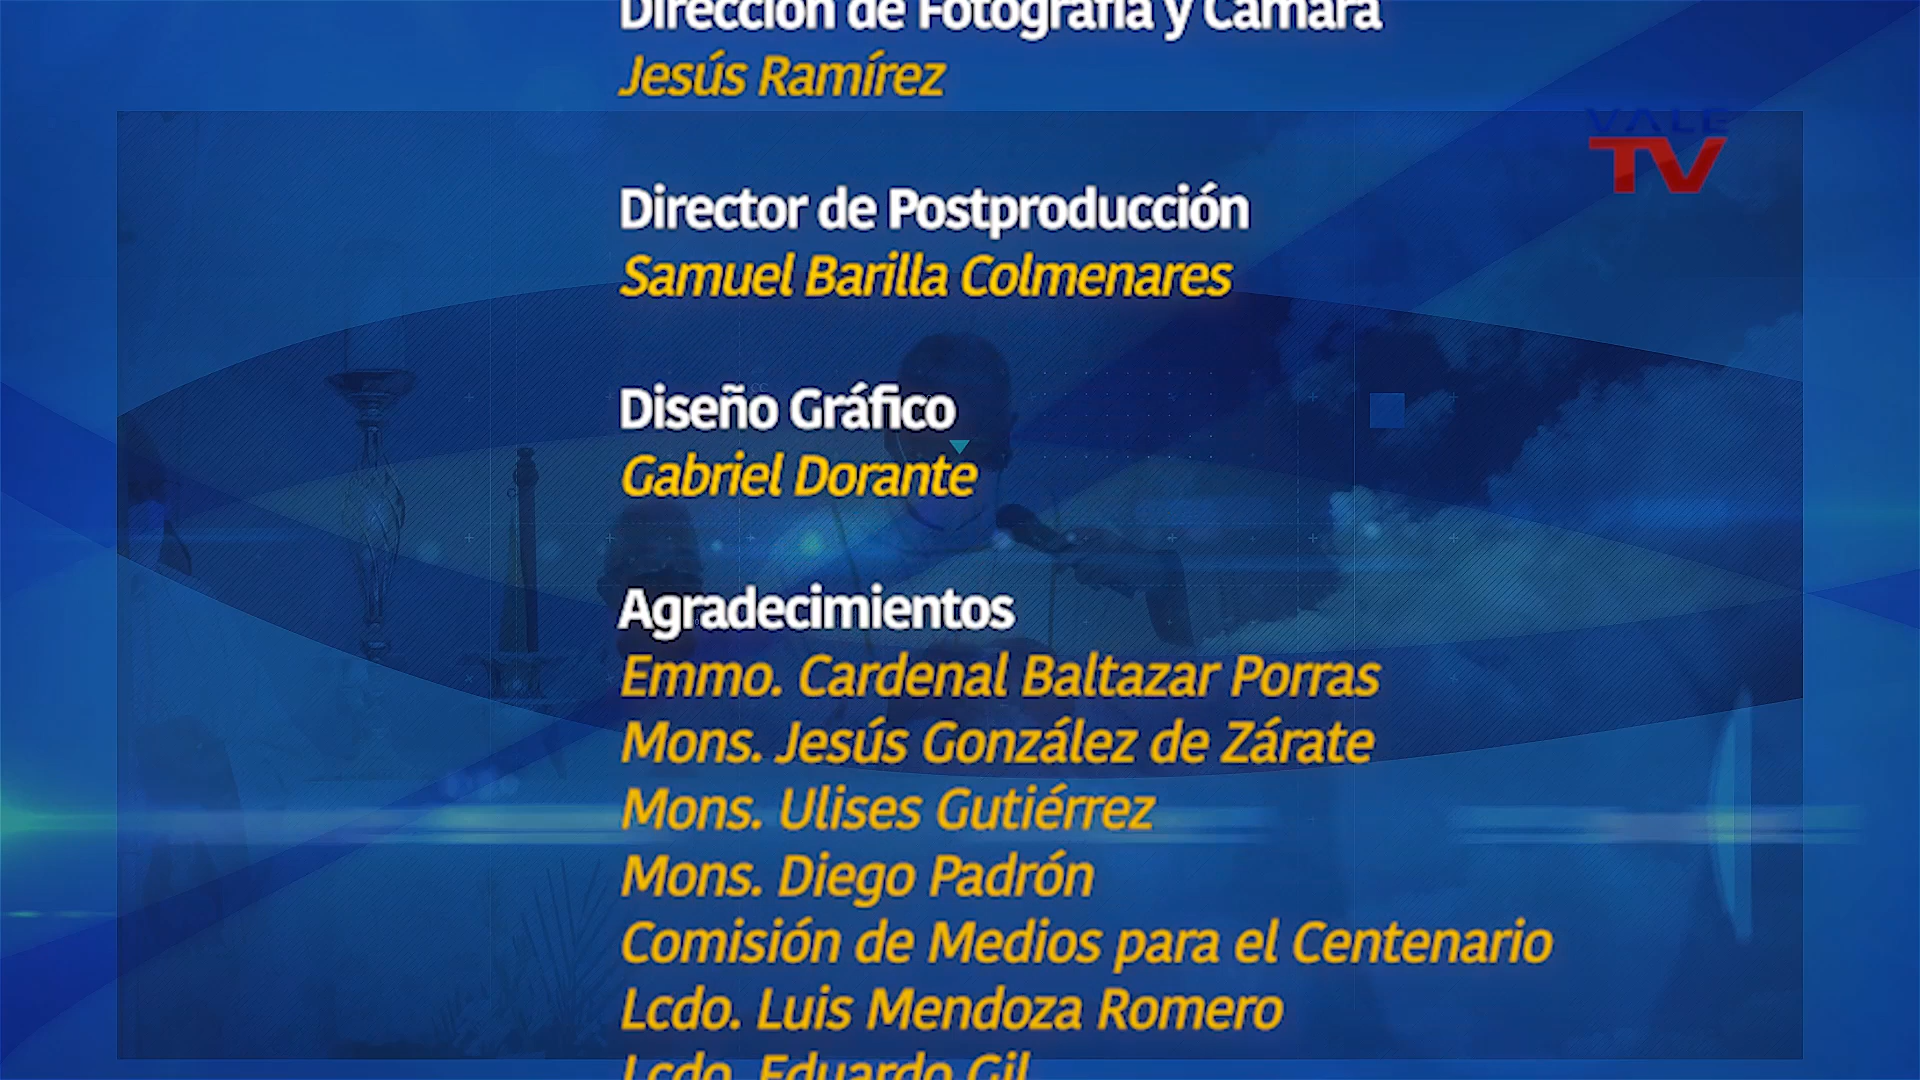 Dirección de Fotografía y Cámara
Jesús Ramírez
VALE
TV
Director de Postproducción
Samuel Barilla Colmenares
Diseño Gráfico
Gabriel Dorante
Agradecimientos
Emmo. Cardenal Baltazar Porras
Mons. Jesús González de Zárate
Mons. Ulises Gutiérrez
Mons. Diego Padrón
Comisión de Medios para el Centenario
Lcdo. Luis Mendoza Romero
Lcdo. Eduardo Gil